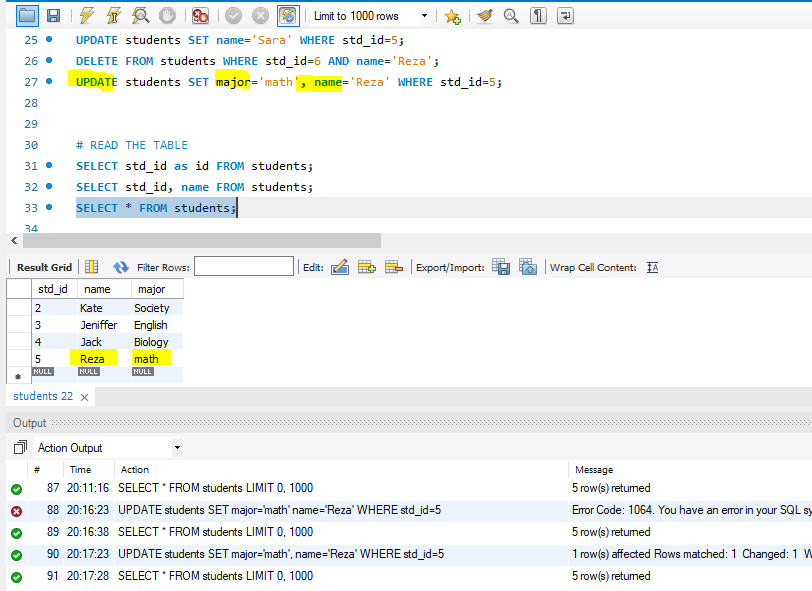 Limit to 1000 rows
25 UPDATE students SET name='Sara' WHERE std_id=5;
26 DELETE FROM students WHERE std_id=6 AND name='Reza';
27 UPDATE students SET major='math', name='Reza' WHERE std_id=5;
28
29
30 # READ THE TABLE
31 SELECT std_id as id FROM students;
32 SELECT std_id, name FROM students;
33 SELECT * FROM students;
34
Result Grid Filter Rows: Edit: Export/Import: Wrap Cell Content:
std_id name major
2 Kate Society
3 Jeniffer English
4 Jack Biology
5 Reza math
NULL NULL NULL
students 22
Output
Action Output
# Time Action Message
87 20:11:16 SELECT * FROM students LIMIT 0, 1000 5 row(s) returned
88 20:16:23 UPDATE students SET major='math' name='Reza' WHERE std_id=5 Error Code: 1064. You have an error in your SQL sy
89 20:16:38 SELECT * FROM students LIMIT 0, 1000 5 row(s) returned
90 20:17:23 UPDATE students SET major='math', name='Reza' WHERE std_id=5 1 row(s) affected Rows matched: 1 Changed: 1 W
91 20:17:28 SELECT * FROM students LIMIT 0, 1000 5 row(s) returned